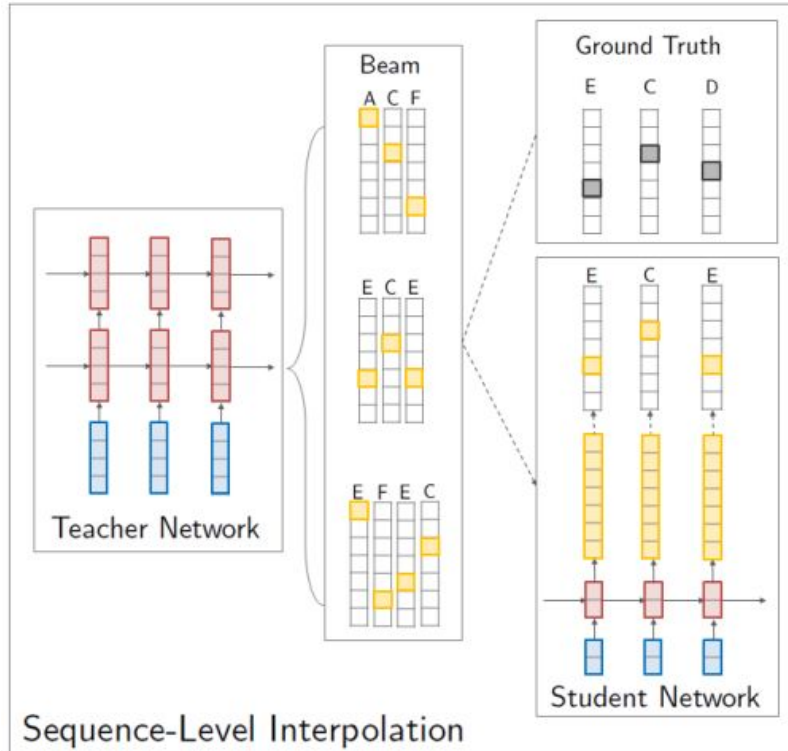 Beam
A C F
E C E
E F E C
Teacher Network
Ground Truth
E C D
E C E
Student Network
Sequence-Level Interpolation